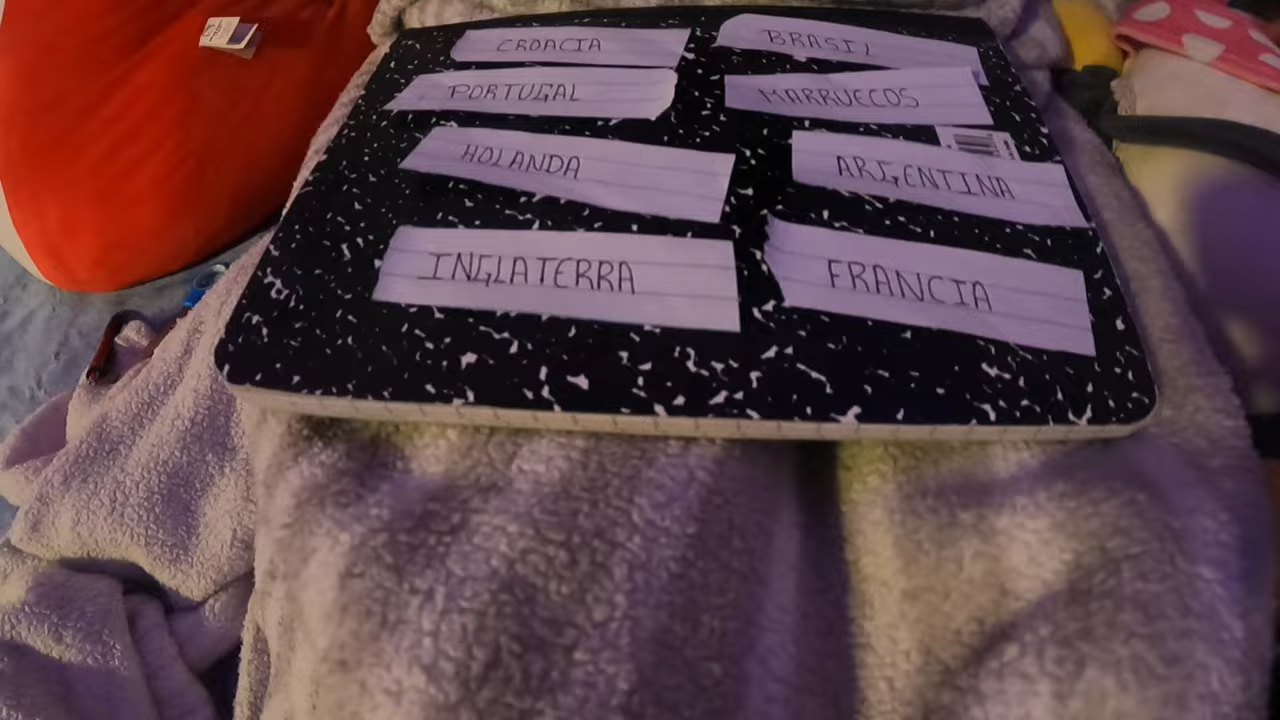 CROACIA
BRASIL
PORTUGAL
MARRUECOS
HOLANDA
ARGENTINA
INGLATERRA
FRANCIA